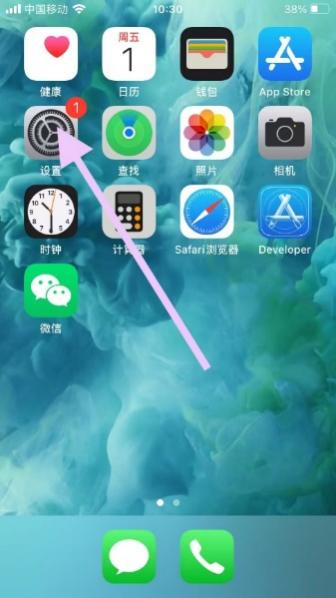 中国移动 10:30 38%
周五
1
健康 日历 钱包 App Store
1
设置 查找 照片 相机
时钟 计算器 Safari浏览器 Developer
微信